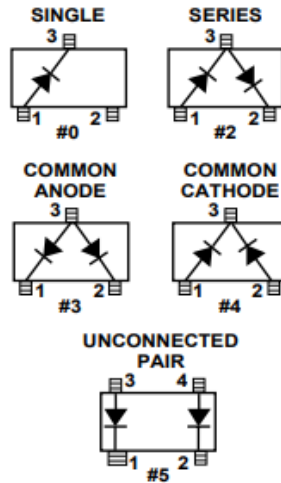 SINGLE
3
1 2
#0
SERIES
3
1 2
#2
COMMON
ANODE
3
1 2
#3
COMMON
CATHODE
3
1 2
#4
UNCONNECTED
PAIR
3 4
1 2
#5